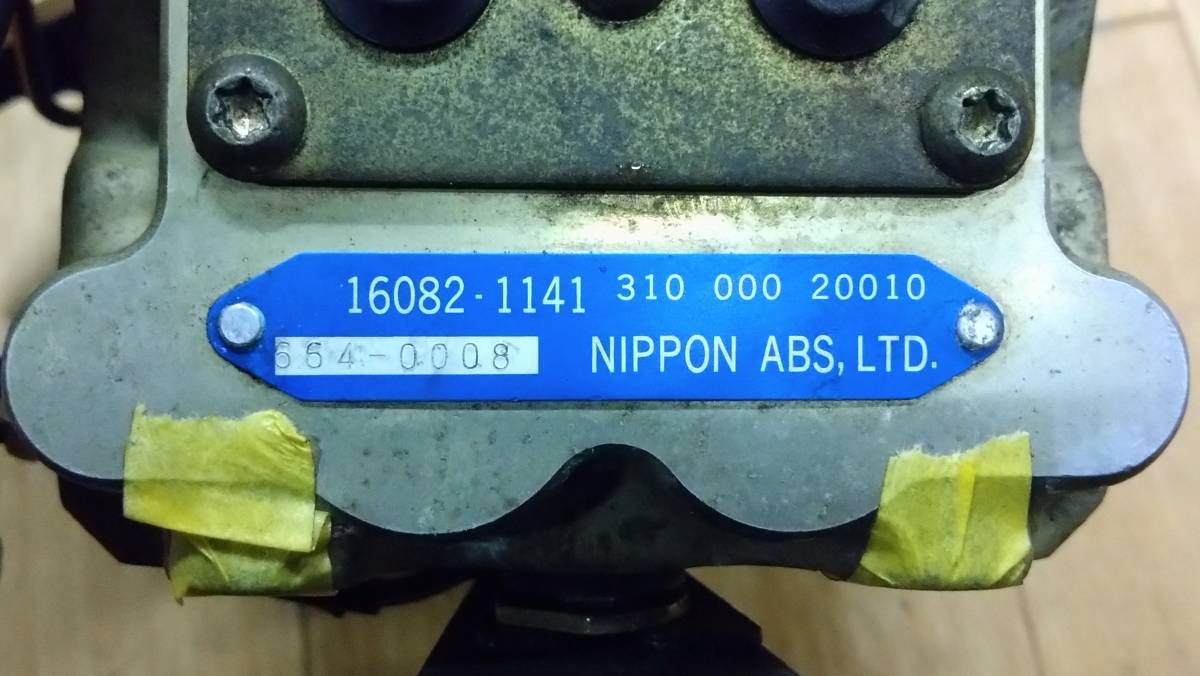 16082-1141 310 000 20010
664-0008 NIPPON ABS, LTD.